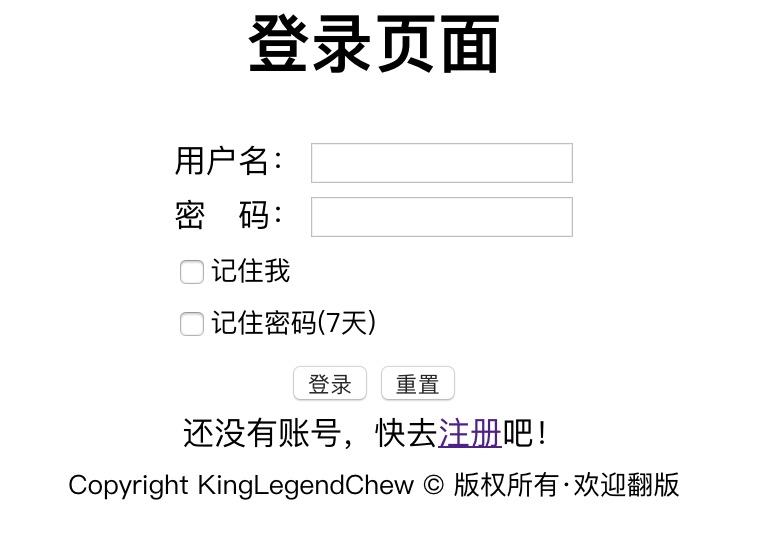 登录页面
用户名：
密　码：
记住我
记住密码(7天)
登录 重置
还没有账号，快去注册吧！
Copyright KingLegendChew © 版权所有·欢迎翻版